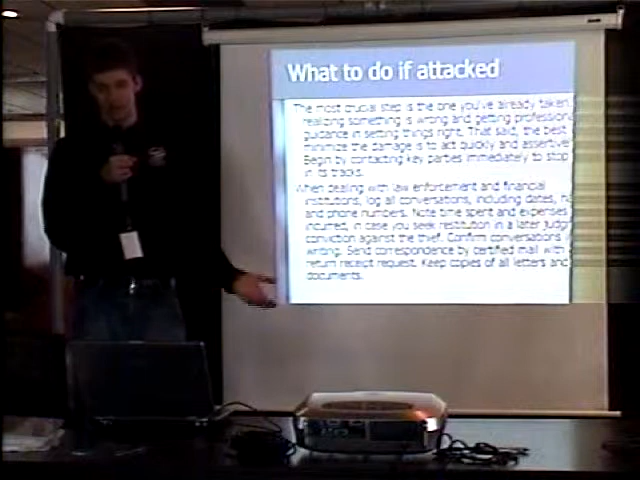 What to do if attacked
The most crucial step is the one you've already taken,
realizing something is wrong and getting profession
guidance in setting things right. That said, the best
minimize the damage is to act quickly and assertive
Begin by contacting key parties immediately to stop
in its tracks.
When dealing with law enforcement and financial
institutions, log all conversations, including dates, na
and phone numbers. Note time spent and expenses
incurred, in case you seek restitution in a later judg
conviction against the thief. Confirm conversations
writing. Send correspondence by certified mail with
return receipt request. Keep copies of all letters and
documents.